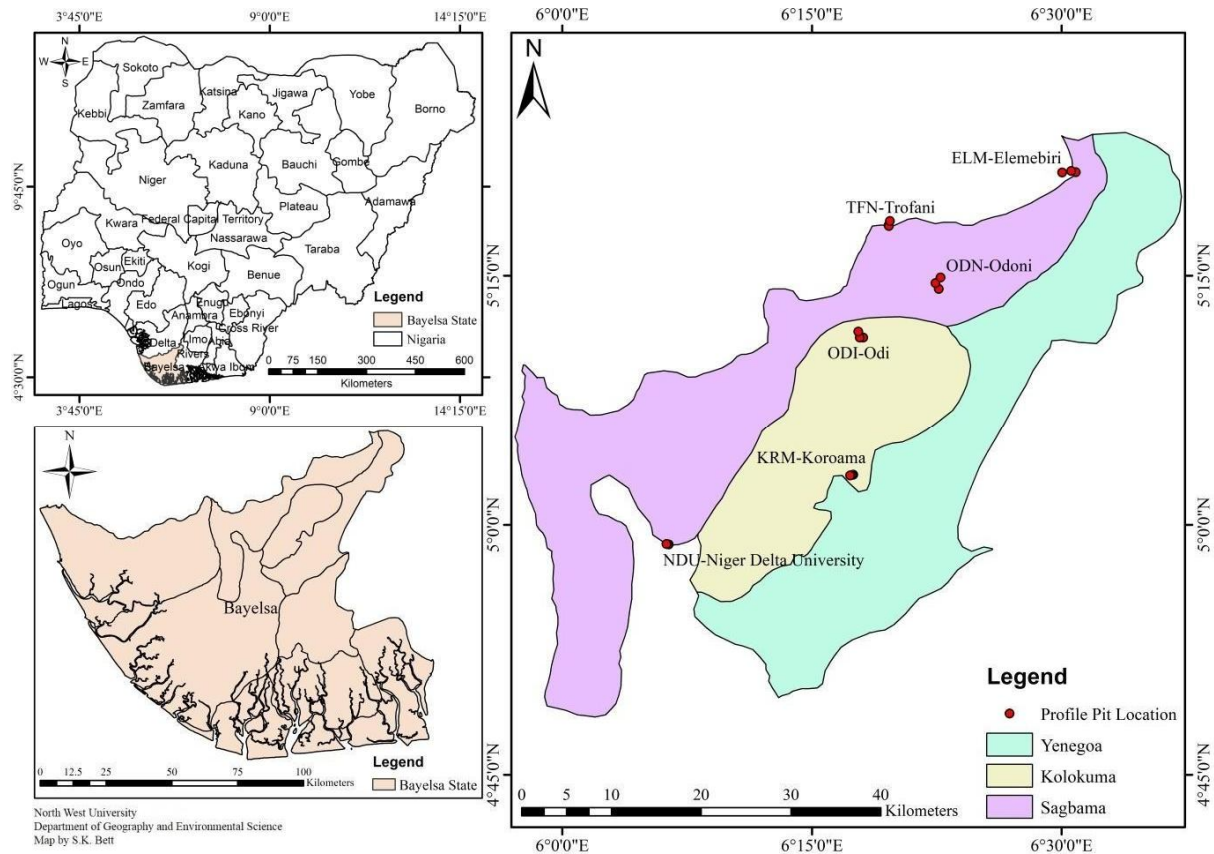 3°45'0"E 9°0'0"E 14°15'0"E
N
W E
S
Sokoto
Kebbi
Zamfara
Katsina
Jigawa
Kano
Yobe
Borno
Kaduna
Bauchi
Gombe
Niger
Adamawa
Plateau
Kwara
Federal Capital Territory
Nassarawa
Taraba
Oyo
Osun
Ekiti
Kogi
Benue
Ogun
Ondo
Lagos
Edo
Enugu
Anambra
Ebonyi
Cross River
Delta
Imo
Abia
Rivers
Bayelsa
Akwa Ibom
Legend
Bayelsa State
Nigaria
0 75 150 300 450 600
Kilometers
9°45'0"N
4°30'0"N
3°45'0"E 9°0'0"E 14°15'0"E
N
Bayelsa
0 12.5 25 50 75 100
Kilometers
Legend
Bayelsa State
North West University
Department of Geography and Environmental Science
Map by S.K. Bett
6°0'0"E 6°15'0"E 6°30'0"E
N
ELM-Elemebiri
TFN-Trofani
ODN-Odoni
ODI-Odi
KRM-Koroama
NDU-Niger Delta University
5°15'0"N
5°0'0"N
4°45'0"N
Legend
Profile Pit Location
Yenegoa
Kolokuma
Sagbama
0 5 10 20 30 40
Kilometers
6°0'0"E 6°15'0"E 6°30'0"E